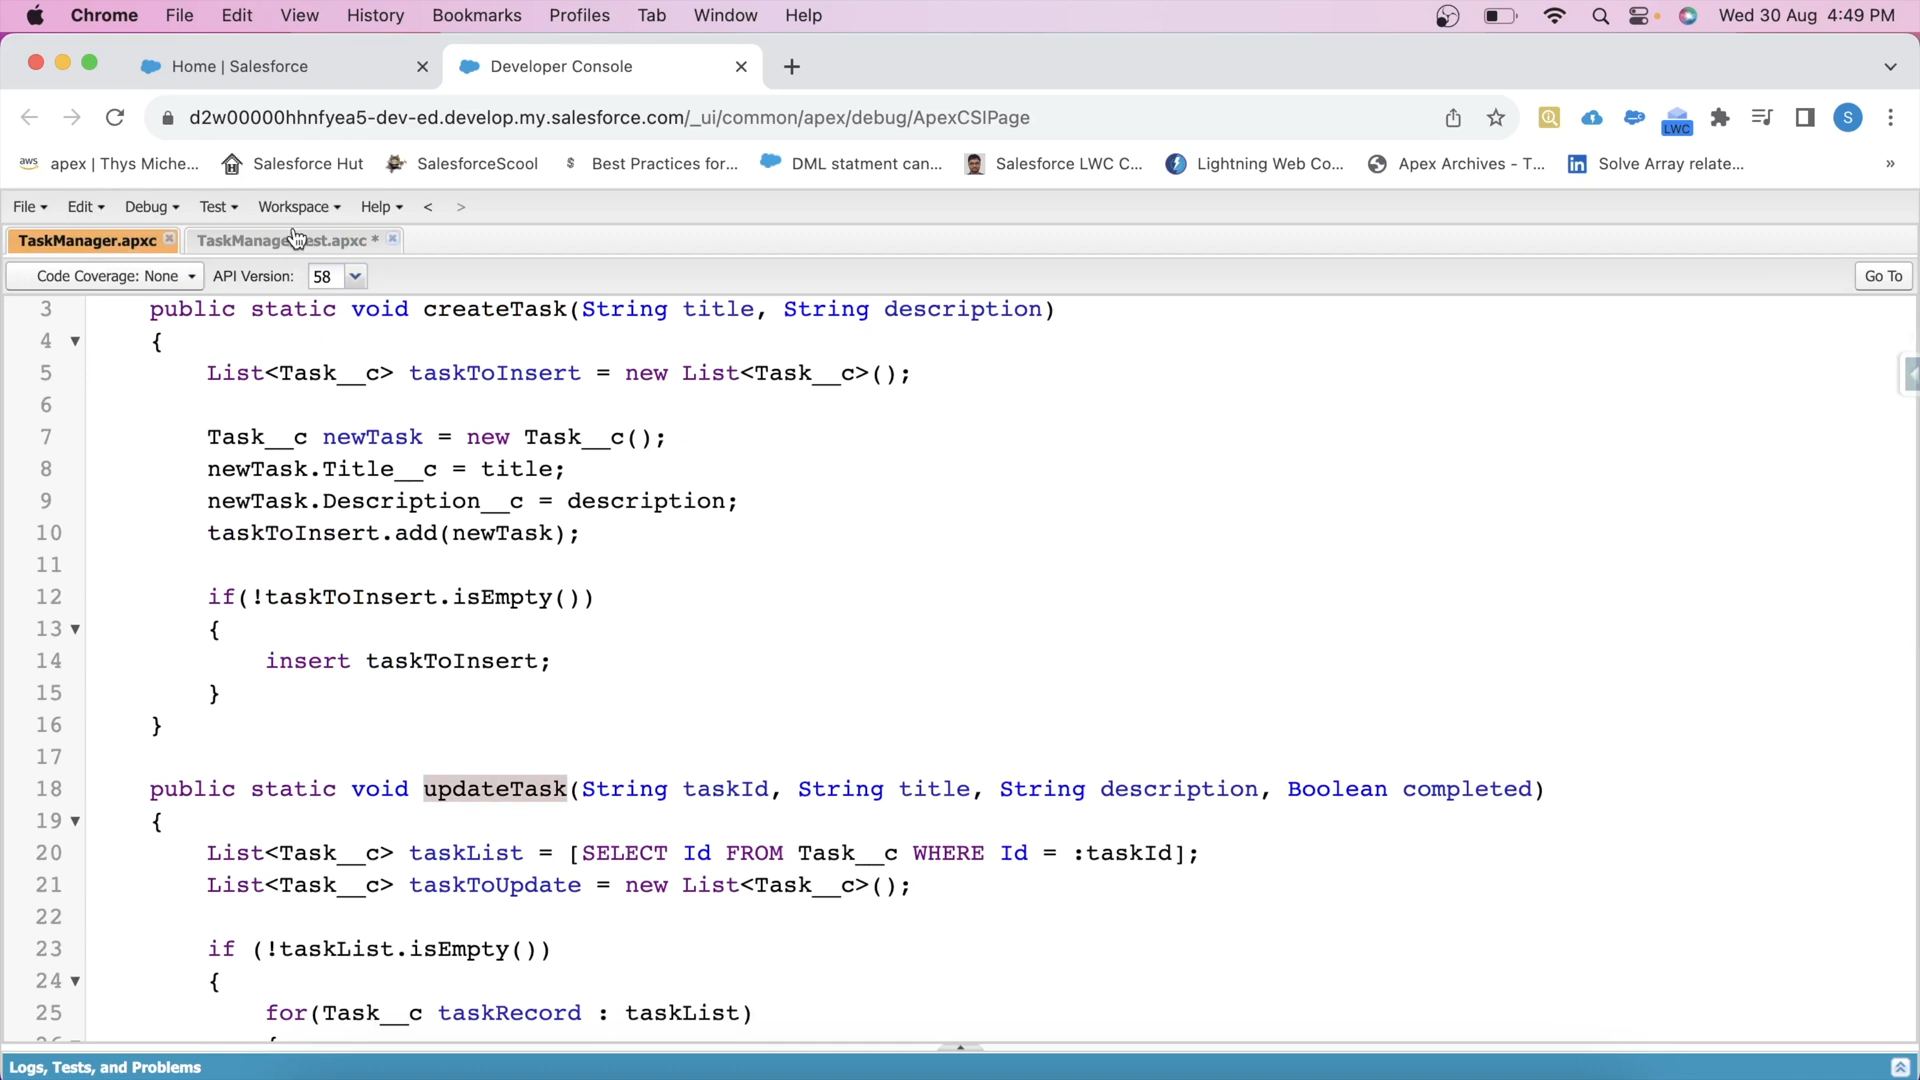 Chrome File Edit View History Bookmarks Profiles Tab Window Help Wed 30 Aug 4:49 PM
Home | Salesforce Developer Console
d2w00000hhnfyea5-dev-ed.develop.my.salesforce.com/_ui/common/apex/debug/ApexCSIPage S
LWC
aws apex | Thys Miche... Salesforce Hut SalesforceScool S Best Practices for... DML statment can... Salesforce LWC C... Lightning Web Co... Apex Archives - T... in Solve Array relate... »
File Edit Debug Test Workspace Help < >
TaskManager.apxc TaskManage est.apxc *
Code Coverage: None API Version: 58 Go To
3 public static void createTask(String title, String description)
4 {
5 List<Task__c> taskToInsert = new List<Task__c>();
6
7 Task__c newTask = new Task__c();
8 newTask.Title__c = title;
9 newTask.Description__c = description;
10 taskToInsert.add(newTask);
11
12 if(!taskToInsert.isEmpty())
13 {
14 insert taskToInsert;
15 }
16 }
17
18 public static void updateTask(String taskId, String title, String description, Boolean completed)
19 {
20 List<Task__c> taskList = [SELECT Id FROM Task__c WHERE Id = :taskId];
21 List<Task__c> taskToUpdate = new List<Task__c>();
22
23 if (!taskList.isEmpty())
24 {
25 for(Task__c taskRecord : taskList)
Logs, Tests, and Problems